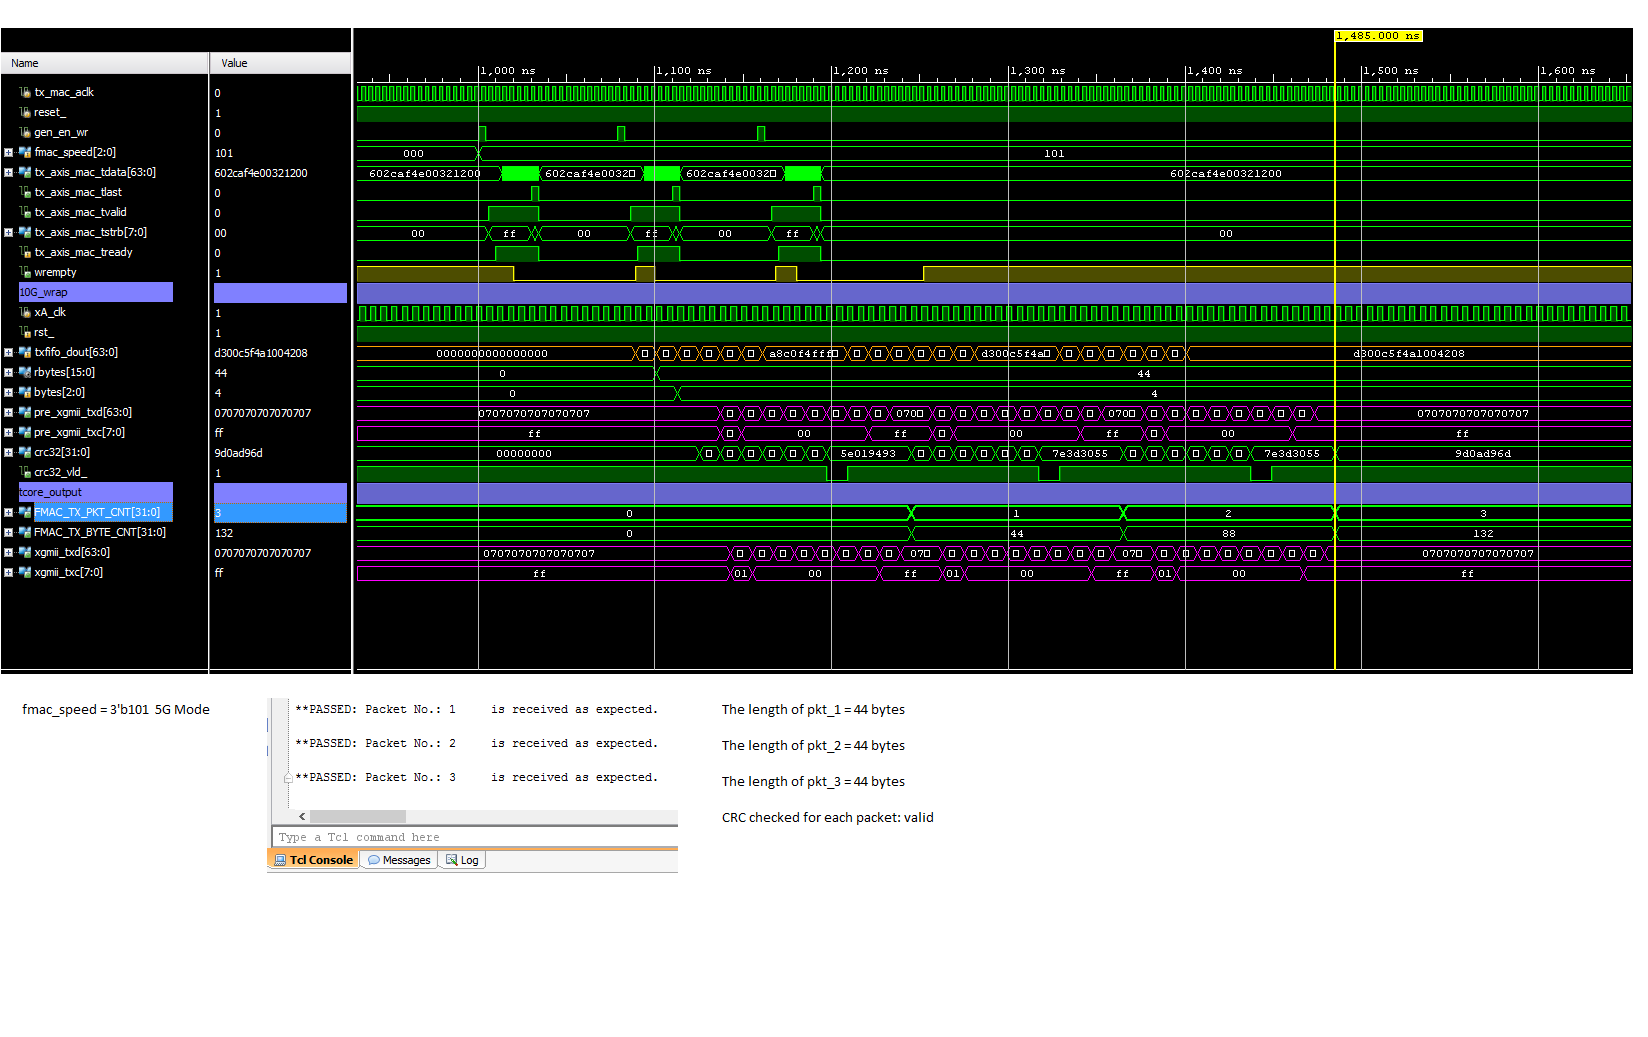 1,485.000 ns
Name Value
1,000 ns 1,100 ns 1,200 ns 1,300 ns 1,400 ns 1,500 ns 1,600 ns
tx_mac_aclk 0
reset_ 1
gen_en_wr 0
fmac_speed[2:0] 101 000 101
tx_axis_mac_tdata[63:0] 602caf4e00321200 602caf4e00321200 602caf4e0032 602caf4e0032 602caf4e00321200
tx_axis_mac_tlast 0
tx_axis_mac_tvalid 0
tx_axis_mac_tstrb[7:0] 00 00 ff 00 ff 00 ff 00
tx_axis_mac_tready 0
wrempty 1
10G_wrap
xA_clk 1
rst_ 1
txfifo_dout[63:0] d300c5f4a1004208 0000000000000000 a8c0f4fff d300c5f4a d300c5f4a1004208
rbytes[15:0] 44 0 44
bytes[2:0] 4 0 4
pre_xgmii_txd[63:0] 0707070707070707 0707070707070707 070 070 0707070707070707
pre_xgmii_txc[7:0] ff ff 00 ff 00 ff 00 ff
crc32[31:0] 9d0ad96d 00000000 5e019493 7e3d3055 7e3d3055 9d0ad96d
crc32_vld_ 1
tcore_output
FMAC_TX_PKT_CNT[31:0] 3 0 1 2 3
FMAC_TX_BYTE_CNT[31:0] 132 0 44 88 132
xgmii_txd[63:0] 0707070707070707 0707070707070707 070 070 0707070707070707
xgmii_txc[7:0] ff ff 01 00 ff 01 00 ff 01 00 ff
fmac_speed = 3'b101 5G Mode
**PASSED: Packet No.: 1 is received as expected.
The length of pkt_1 = 44 bytes
**PASSED: Packet No.: 2 is received as expected.
The length of pkt_2 = 44 bytes
**PASSED: Packet No.: 3 is received as expected.
The length of pkt_3 = 44 bytes
CRC checked for each packet: valid
Type a Tcl command here
Tcl Console Messages Log